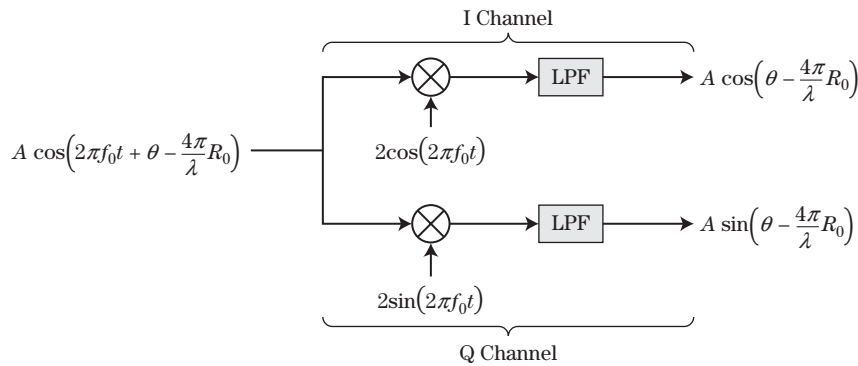 I Channel
LPF
A cos(θ − 4π/λ R₀)
2cos(2πf₀t)
A cos(2πf₀t + θ − 4π/λ R₀)
LPF
A sin(θ − 4π/λ R₀)
2sin(2πf₀t)
Q Channel